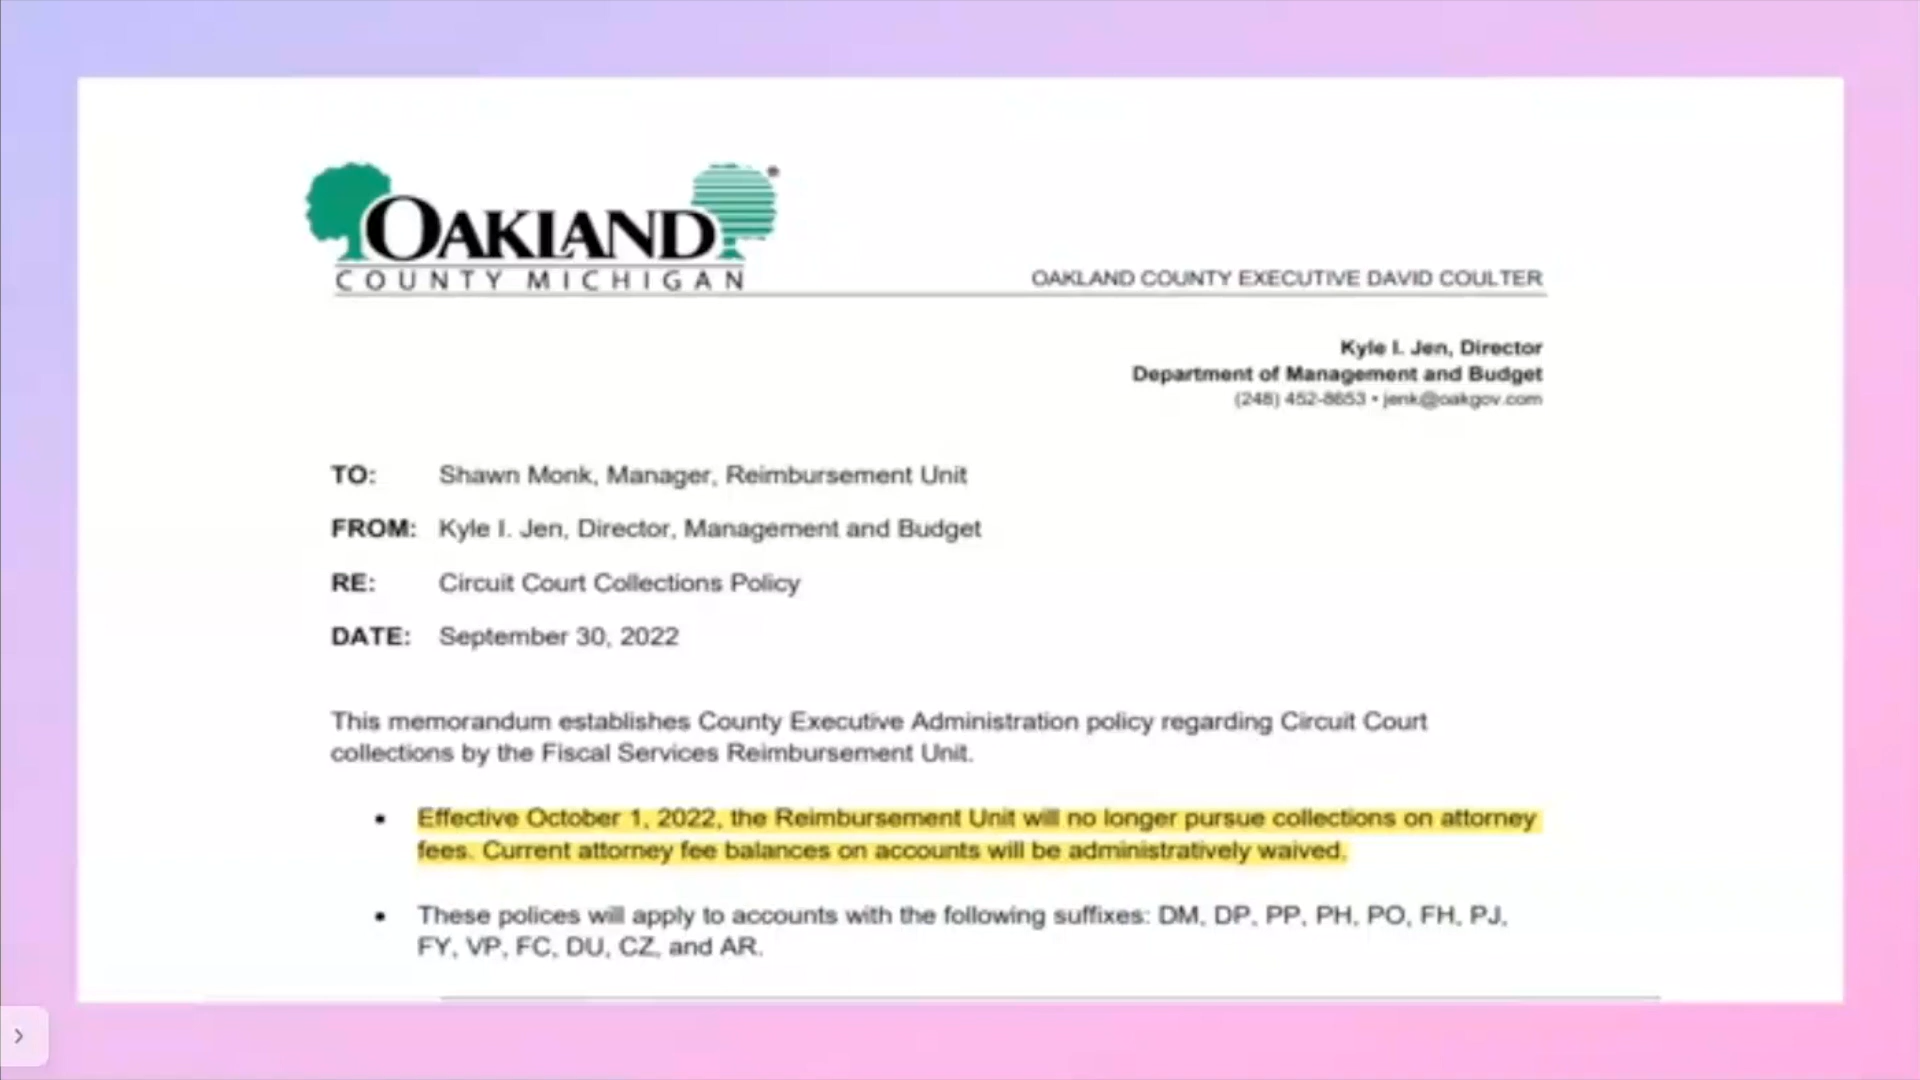 OAKLAND
COUNTY MICHIGAN
OAKLAND COUNTY EXECUTIVE DAVID COULTER
Kyle I. Jen, Director
Department of Management and Budget
(248) 452-8653 • jenk@oakgov.com
TO: Shawn Monk, Manager, Reimbursement Unit
FROM: Kyle I. Jen, Director, Management and Budget
RE: Circuit Court Collections Policy
DATE: September 30, 2022
This memorandum establishes County Executive Administration policy regarding Circuit Court
collections by the Fiscal Services Reimbursement Unit.
• Effective October 1, 2022, the Reimbursement Unit will no longer pursue collections on attorney
fees. Current attorney fee balances on accounts will be administratively waived.
• These polices will apply to accounts with the following suffixes: DM, DP, PP, PH, PO, FH, PJ,
FY, VP, FC, DU, CZ, and AR.